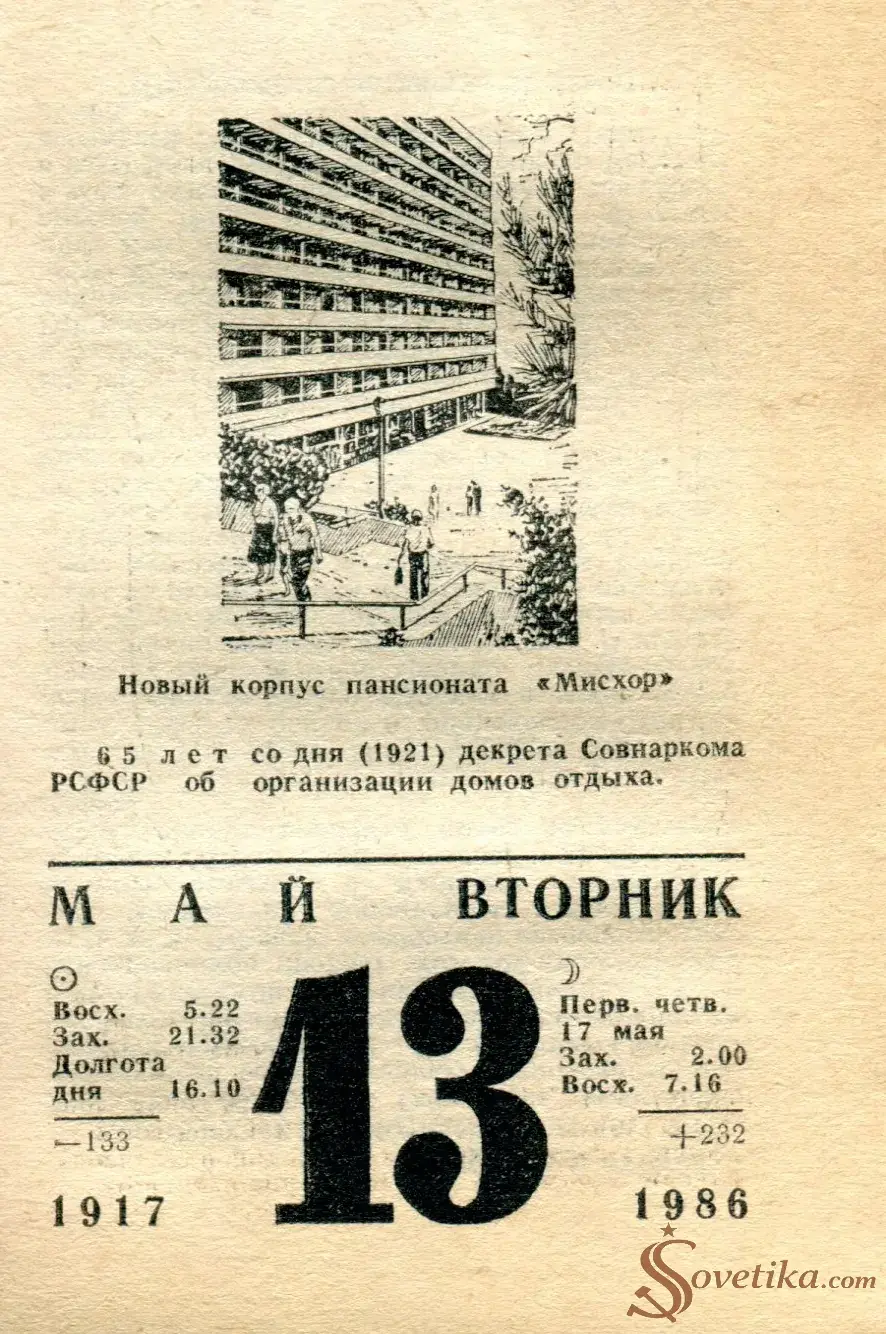 Новый корпус пансионата «Мисхор»
65 лет со дня (1921) декрета Совнаркома
РСФСР об организации домов отдыха.
МАЙ ВТОРНИК
13
Восх. 5.22
Зах. 21.32
Долгота
дня 16.10
—133
1917
Перв. четв.
17 мая
Зах. 2.00
Восх. 7.16
+232
1986
Sovetika.com